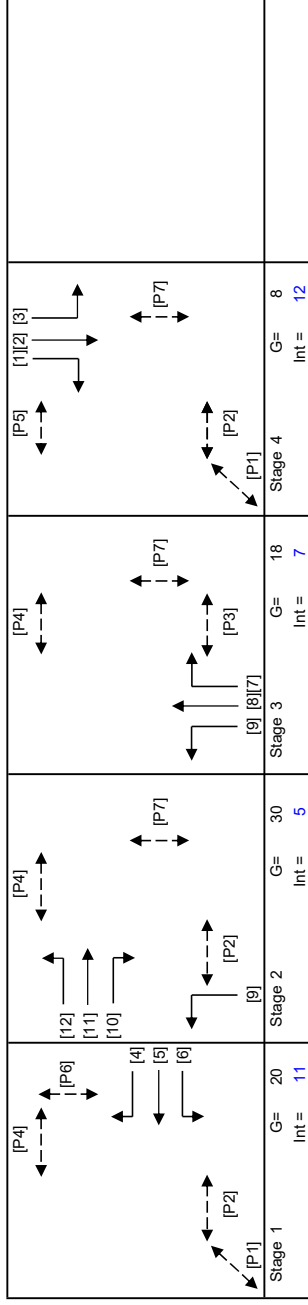 [P4]
[P6]
[4]
[5]
[6]
[P2]
[P1]
Stage 1
G= 20
Int = 11
[P4]
[12]
[11]
[10]
[P7]
[P2]
[9]
Stage 2
G= 30
Int = 5
[P4]
[P7]
[P3]
[9] [8][7]
Stage 3
G= 18
Int = 7
[P5]
[1][2] [3]
[P7]
[P2]
[P1]
Stage 4
G= 8
Int = 12